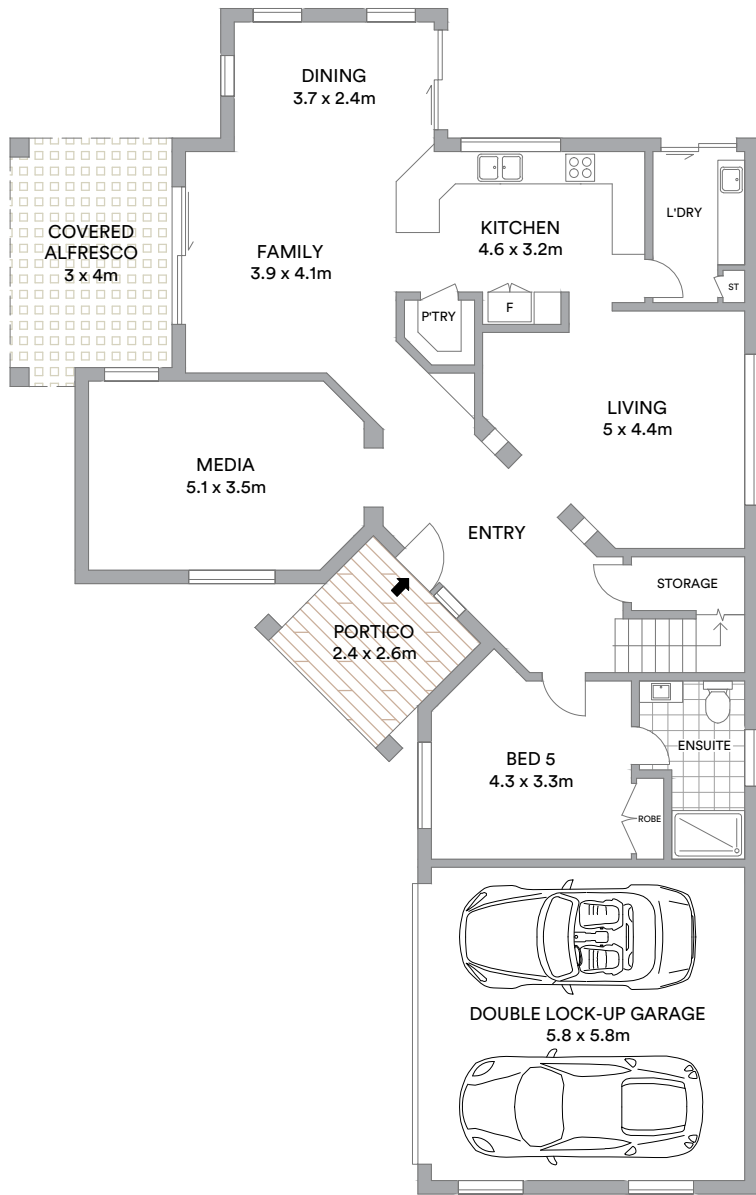 DINING
3.7 x 2.4m
COVERED
ALFRESCO
3 x 4m
FAMILY
3.9 x 4.1m
KITCHEN
4.6 x 3.2m
L'DRY
ST
P'TRY
F
LIVING
5 x 4.4m
MEDIA
5.1 x 3.5m
ENTRY
STORAGE
PORTICO
2.4 x 2.6m
BED 5
4.3 x 3.3m
ENSUITE
ROBE
DOUBLE LOCK-UP GARAGE
5.8 x 5.8m